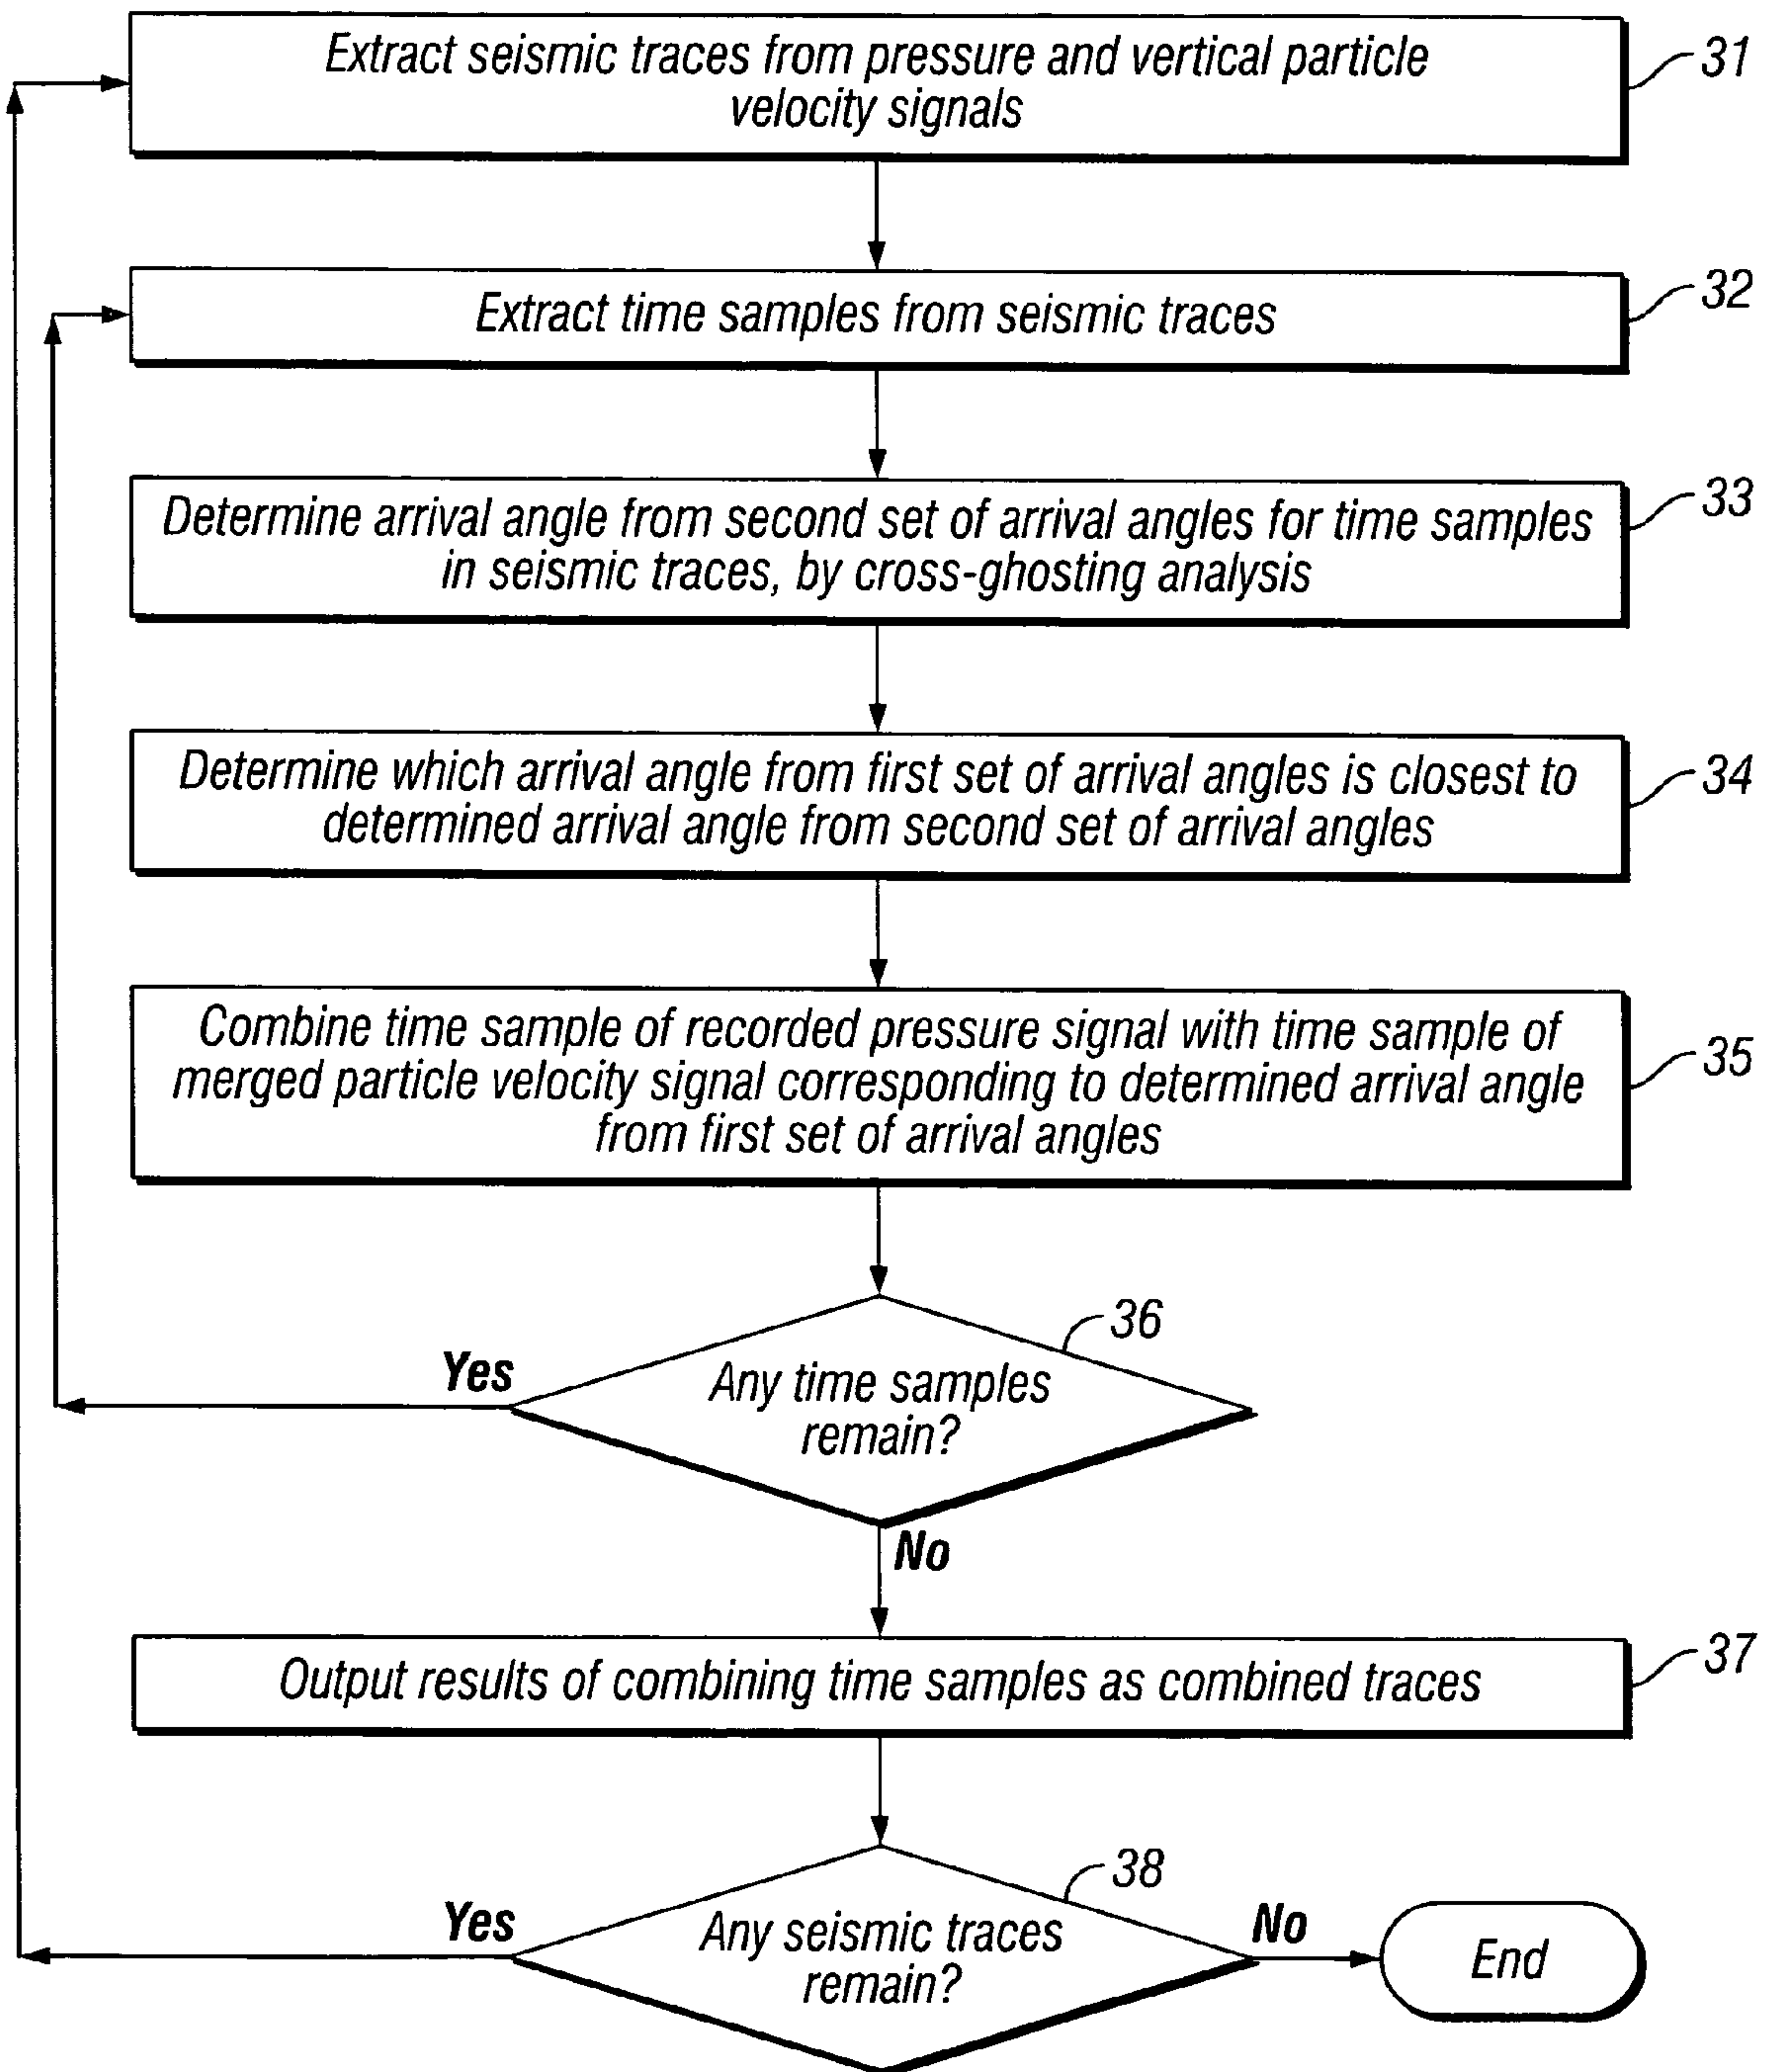 Extract seismic traces from pressure and vertical particle
velocity signals
31
Extract time samples from seismic traces
32
Determine arrival angle from second set of arrival angles for time samples
in seismic traces, by cross-ghosting analysis
33
Determine which arrival angle from first set of arrival angles is closest to
determined arrival angle from second set of arrival angles
34
Combine time sample of recorded pressure signal with time sample of
merged particle velocity signal corresponding to determined arrival angle
from first set of arrival angles
35
36
Yes
Any time samples
remain?
No
Output results of combining time samples as combined traces
37
38
Yes
Any seismic traces
remain?
No
End